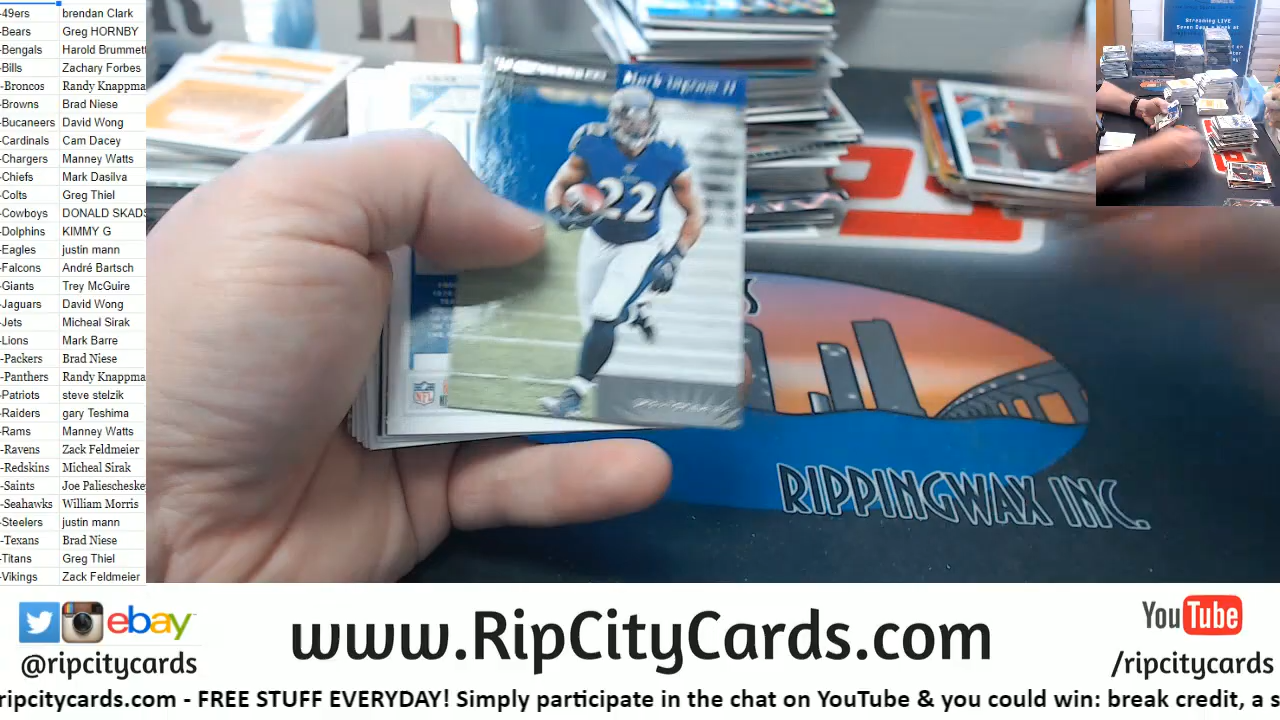 -49ers brendan Clark
-Bears Greg HORNBY
-Bengals Harold Brummett
-Bills Zachary Forbes
-Broncos Randy Knappma
-Browns Brad Niese
-Bucaneers David Wong
-Cardinals Cam Dacey
-Chargers Manney Watts
-Chiefs Mark Dasilva
-Colts Greg Thiel
-Cowboys DONALD SKADS
-Dolphins KIMMY G
-Eagles justin mann
-Falcons André Bartsch
-Giants Trey McGuire
-Jaguars David Wong
-Jets Micheal Sirak
-Lions Mark Barre
-Packers Brad Niese
-Panthers Randy Knappma
-Patriots steve stelzik
-Raiders gary Teshima
-Rams Manney Watts
-Ravens Zack Feldmeier
-Redskins Micheal Sirak
-Saints Joe Paliescheske
-Seahawks William Morris
-Steelers justin mann
-Texans Brad Niese
-Titans Greg Thiel
-Vikings Zack Feldmeier
Mark Ingram II
22
NFL
Streaming LIVE
RIPPINGWAX INC.
ebay
@ripcitycards
www.RipCityCards.com
YouTube
/ripcitycards
ripcitycards.com - FREE STUFF EVERYDAY! Simply participate in the chat on YouTube & you could win: break credit, a s